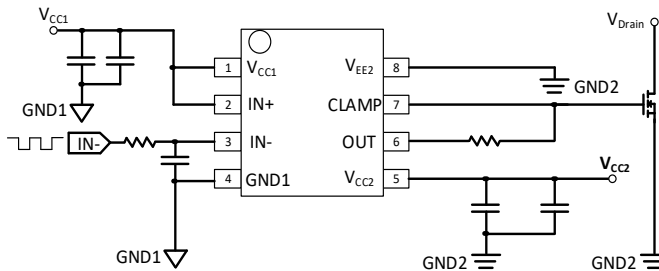 VCC1
VDrain
1 VCC1 VEE2 8
GND2
GND1
2 IN+ CLAMP 7
IN- 3 IN- OUT 6
4 GND1 VCC2 5
VCC2
GND1
GND2
GND2